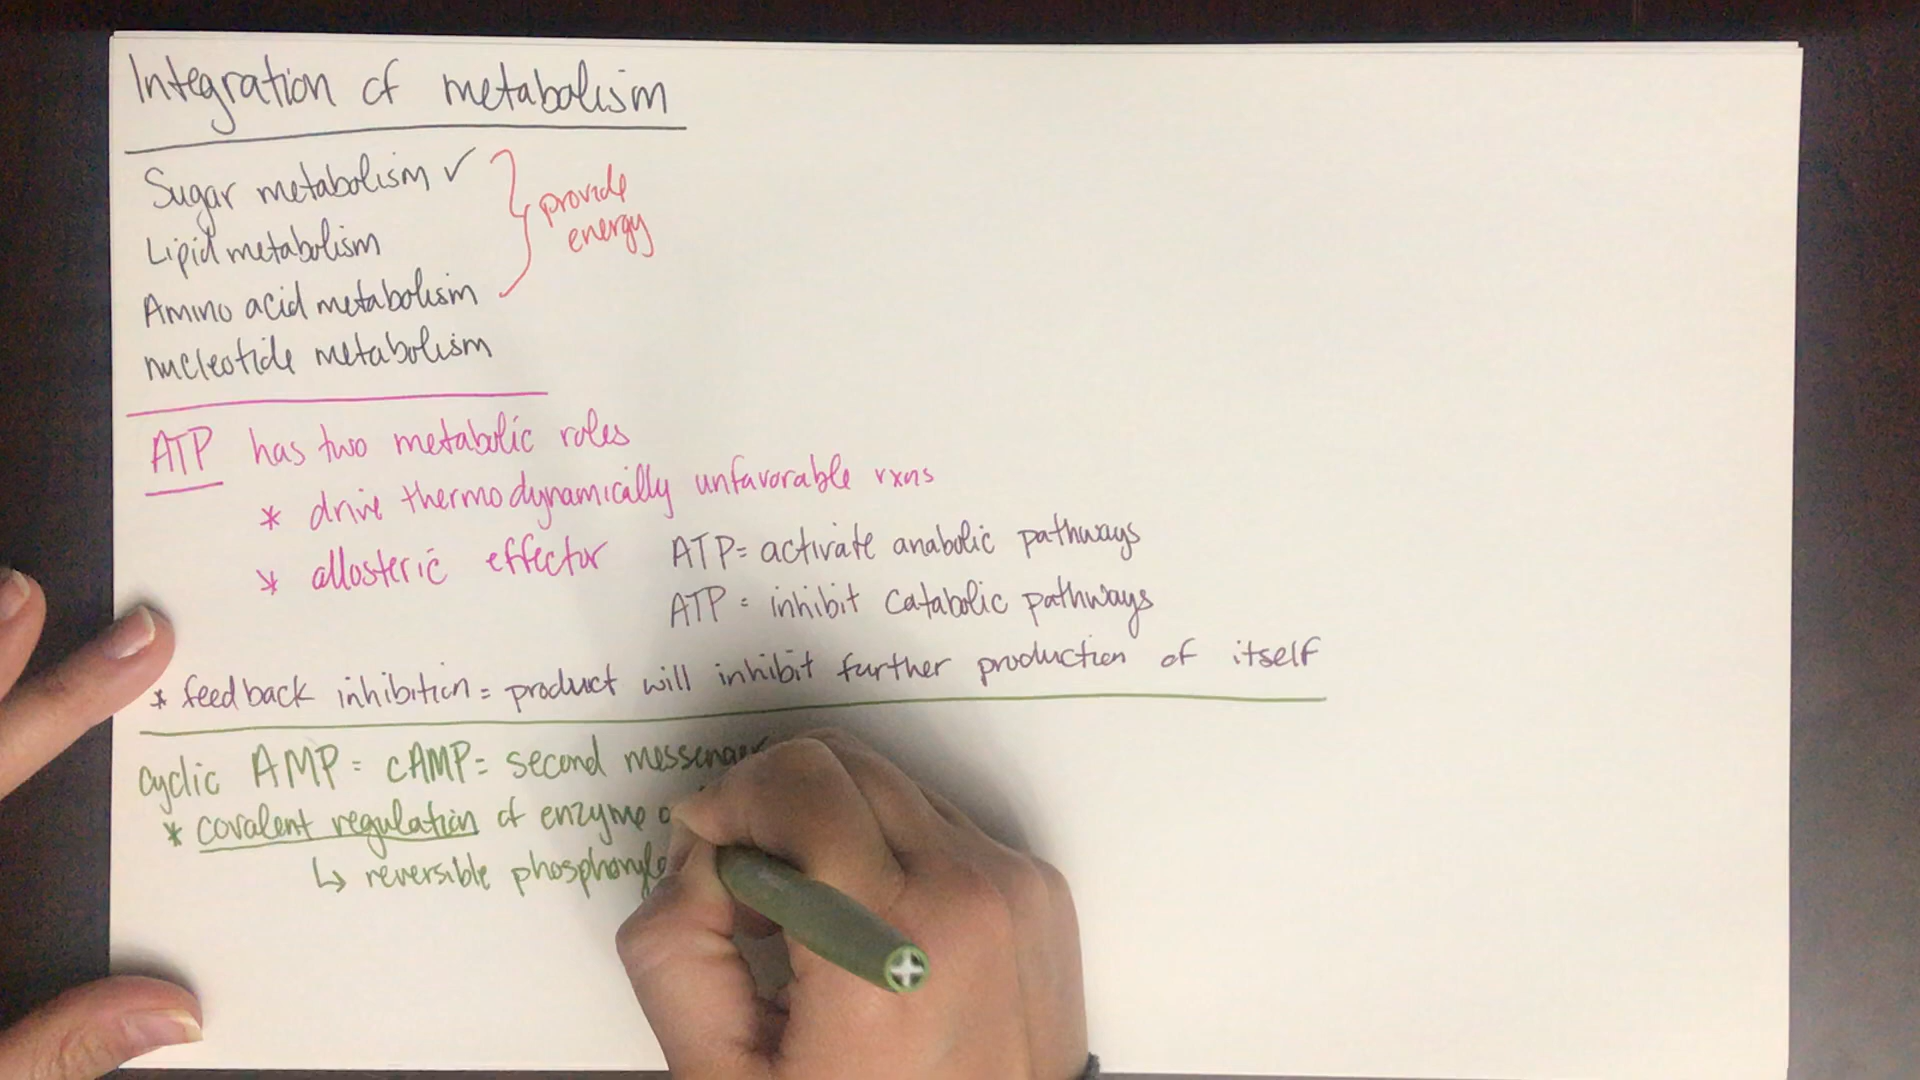 Integration of metabolism
Sugar metabolism ✓
Lipid metabolism
Amino acid metabolism
nucleotide metabolism
provide
energy
ATP has two metabolic roles
* drive thermodynamically unfavorable rxns
* allosteric effector
ATP = activate anabolic pathways
ATP = inhibit catabolic pathways
* feedback inhibition = product will inhibit further production of itself
cyclic AMP = cAMP = second messenger
* covalent regulation of enzyme
↳ reversible